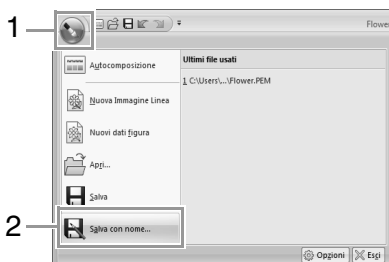 1
Flowe
Autocomposizione
Ultimi file usati
1 C:\Users\...\Flower.PEM
Nuova Immagine Linea
Nuovi dati figura
Apri...
Salva
2
Salva con nome...
Opzioni
Esci